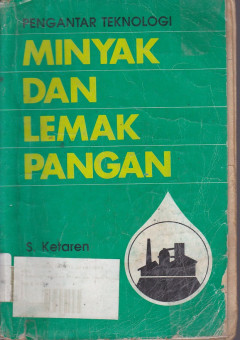 PENGANTAR TEKNOLOGI
MINYAK
DAN
LEMAK
PANGAN
S. Ketaren